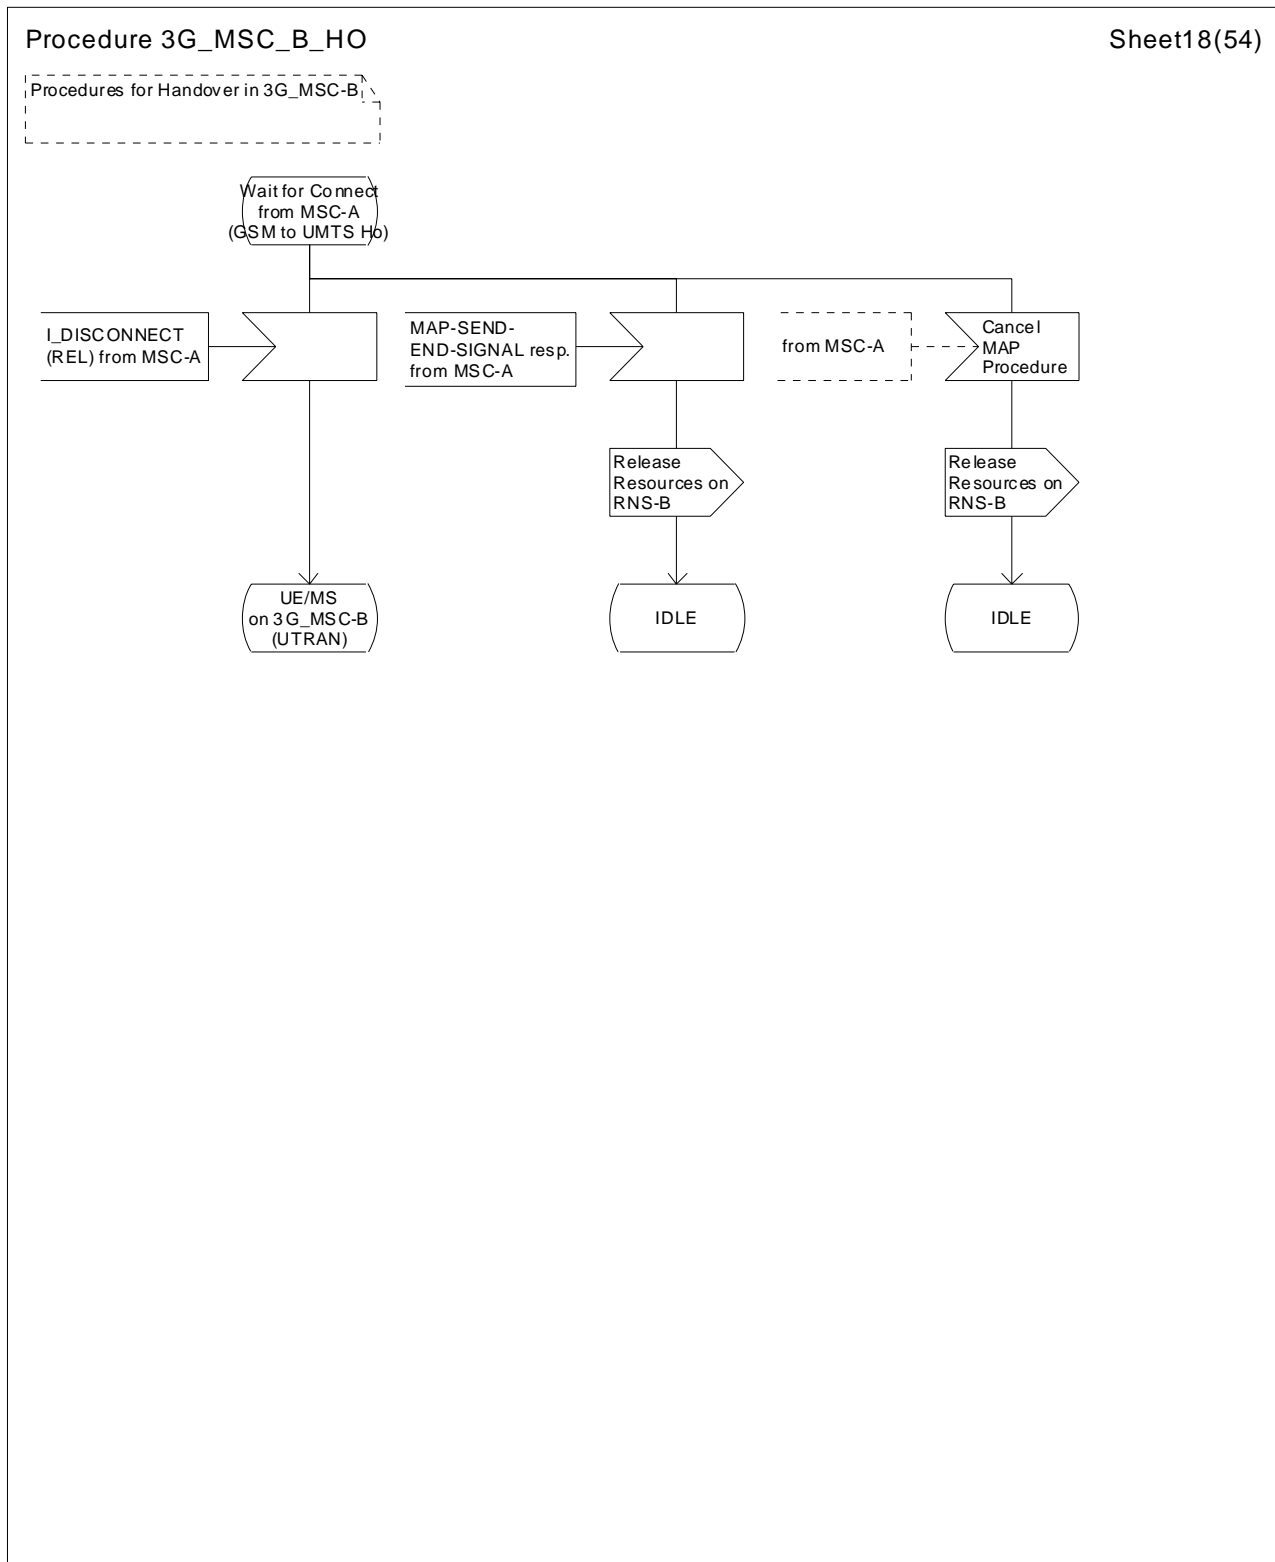 Procedure 3G_MSC_B_HO
Sheet18(54)
Procedures for Handover in 3G_MSC-B
Wait for Connect
from MSC-A
(GSM to UMTS Ho)
I_DISCONNECT
(REL) from MSC-A
MAP-SEND-
END-SIGNAL resp.
from MSC-A
from MSC-A
Cancel
MAP
Procedure
Release
Resources on
RNS-B
Release
Resources on
RNS-B
UE/MS
on 3G_MSC-B
(UTRAN)
IDLE
IDLE